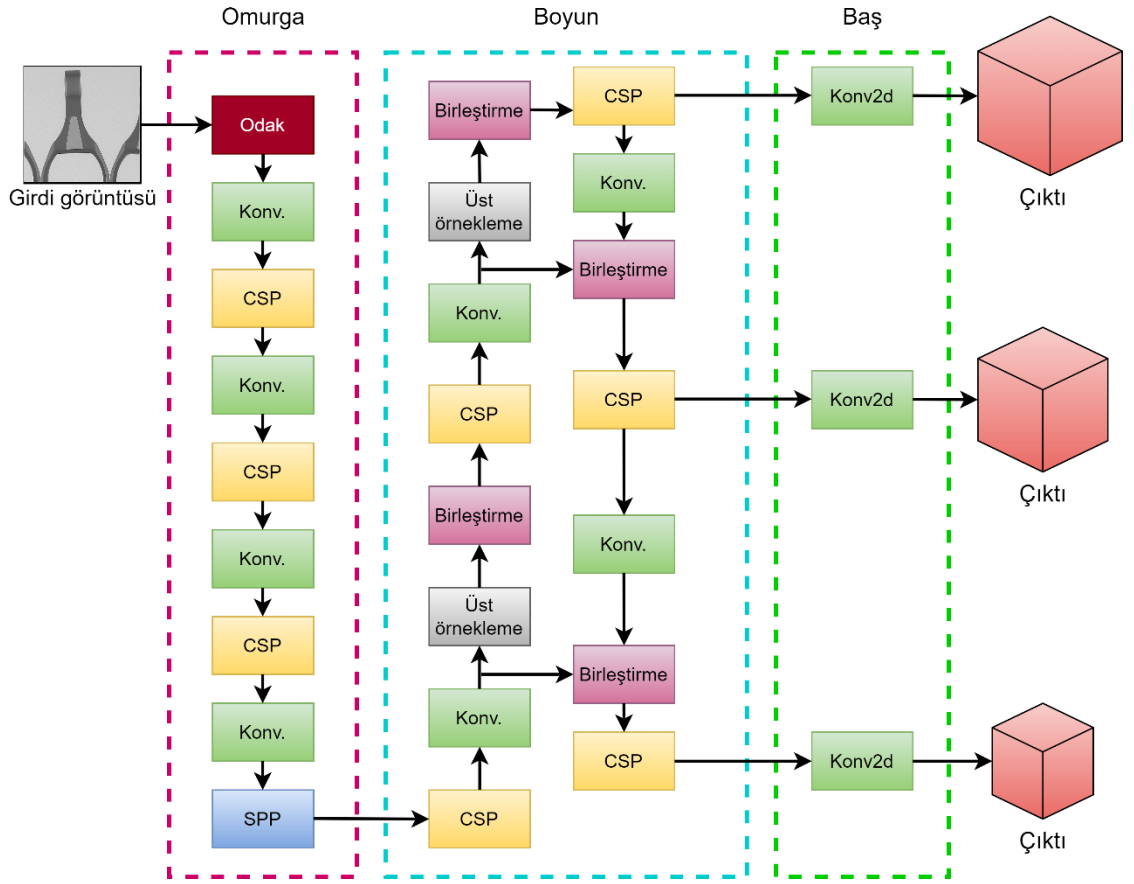 Omurga
Boyun
Baş
Girdi görüntüsü
Odak
Konv.
CSP
Konv.
CSP
Konv.
CSP
Konv.
SPP
Birleştirme
Üst
örnekleme
Konv.
CSP
Birleştirme
Üst
örnekleme
Konv.
CSP
CSP
Konv.
Birleştirme
CSP
Konv.
Birleştirme
CSP
Konv2d
Konv2d
Konv2d
Çıktı
Çıktı
Çıktı